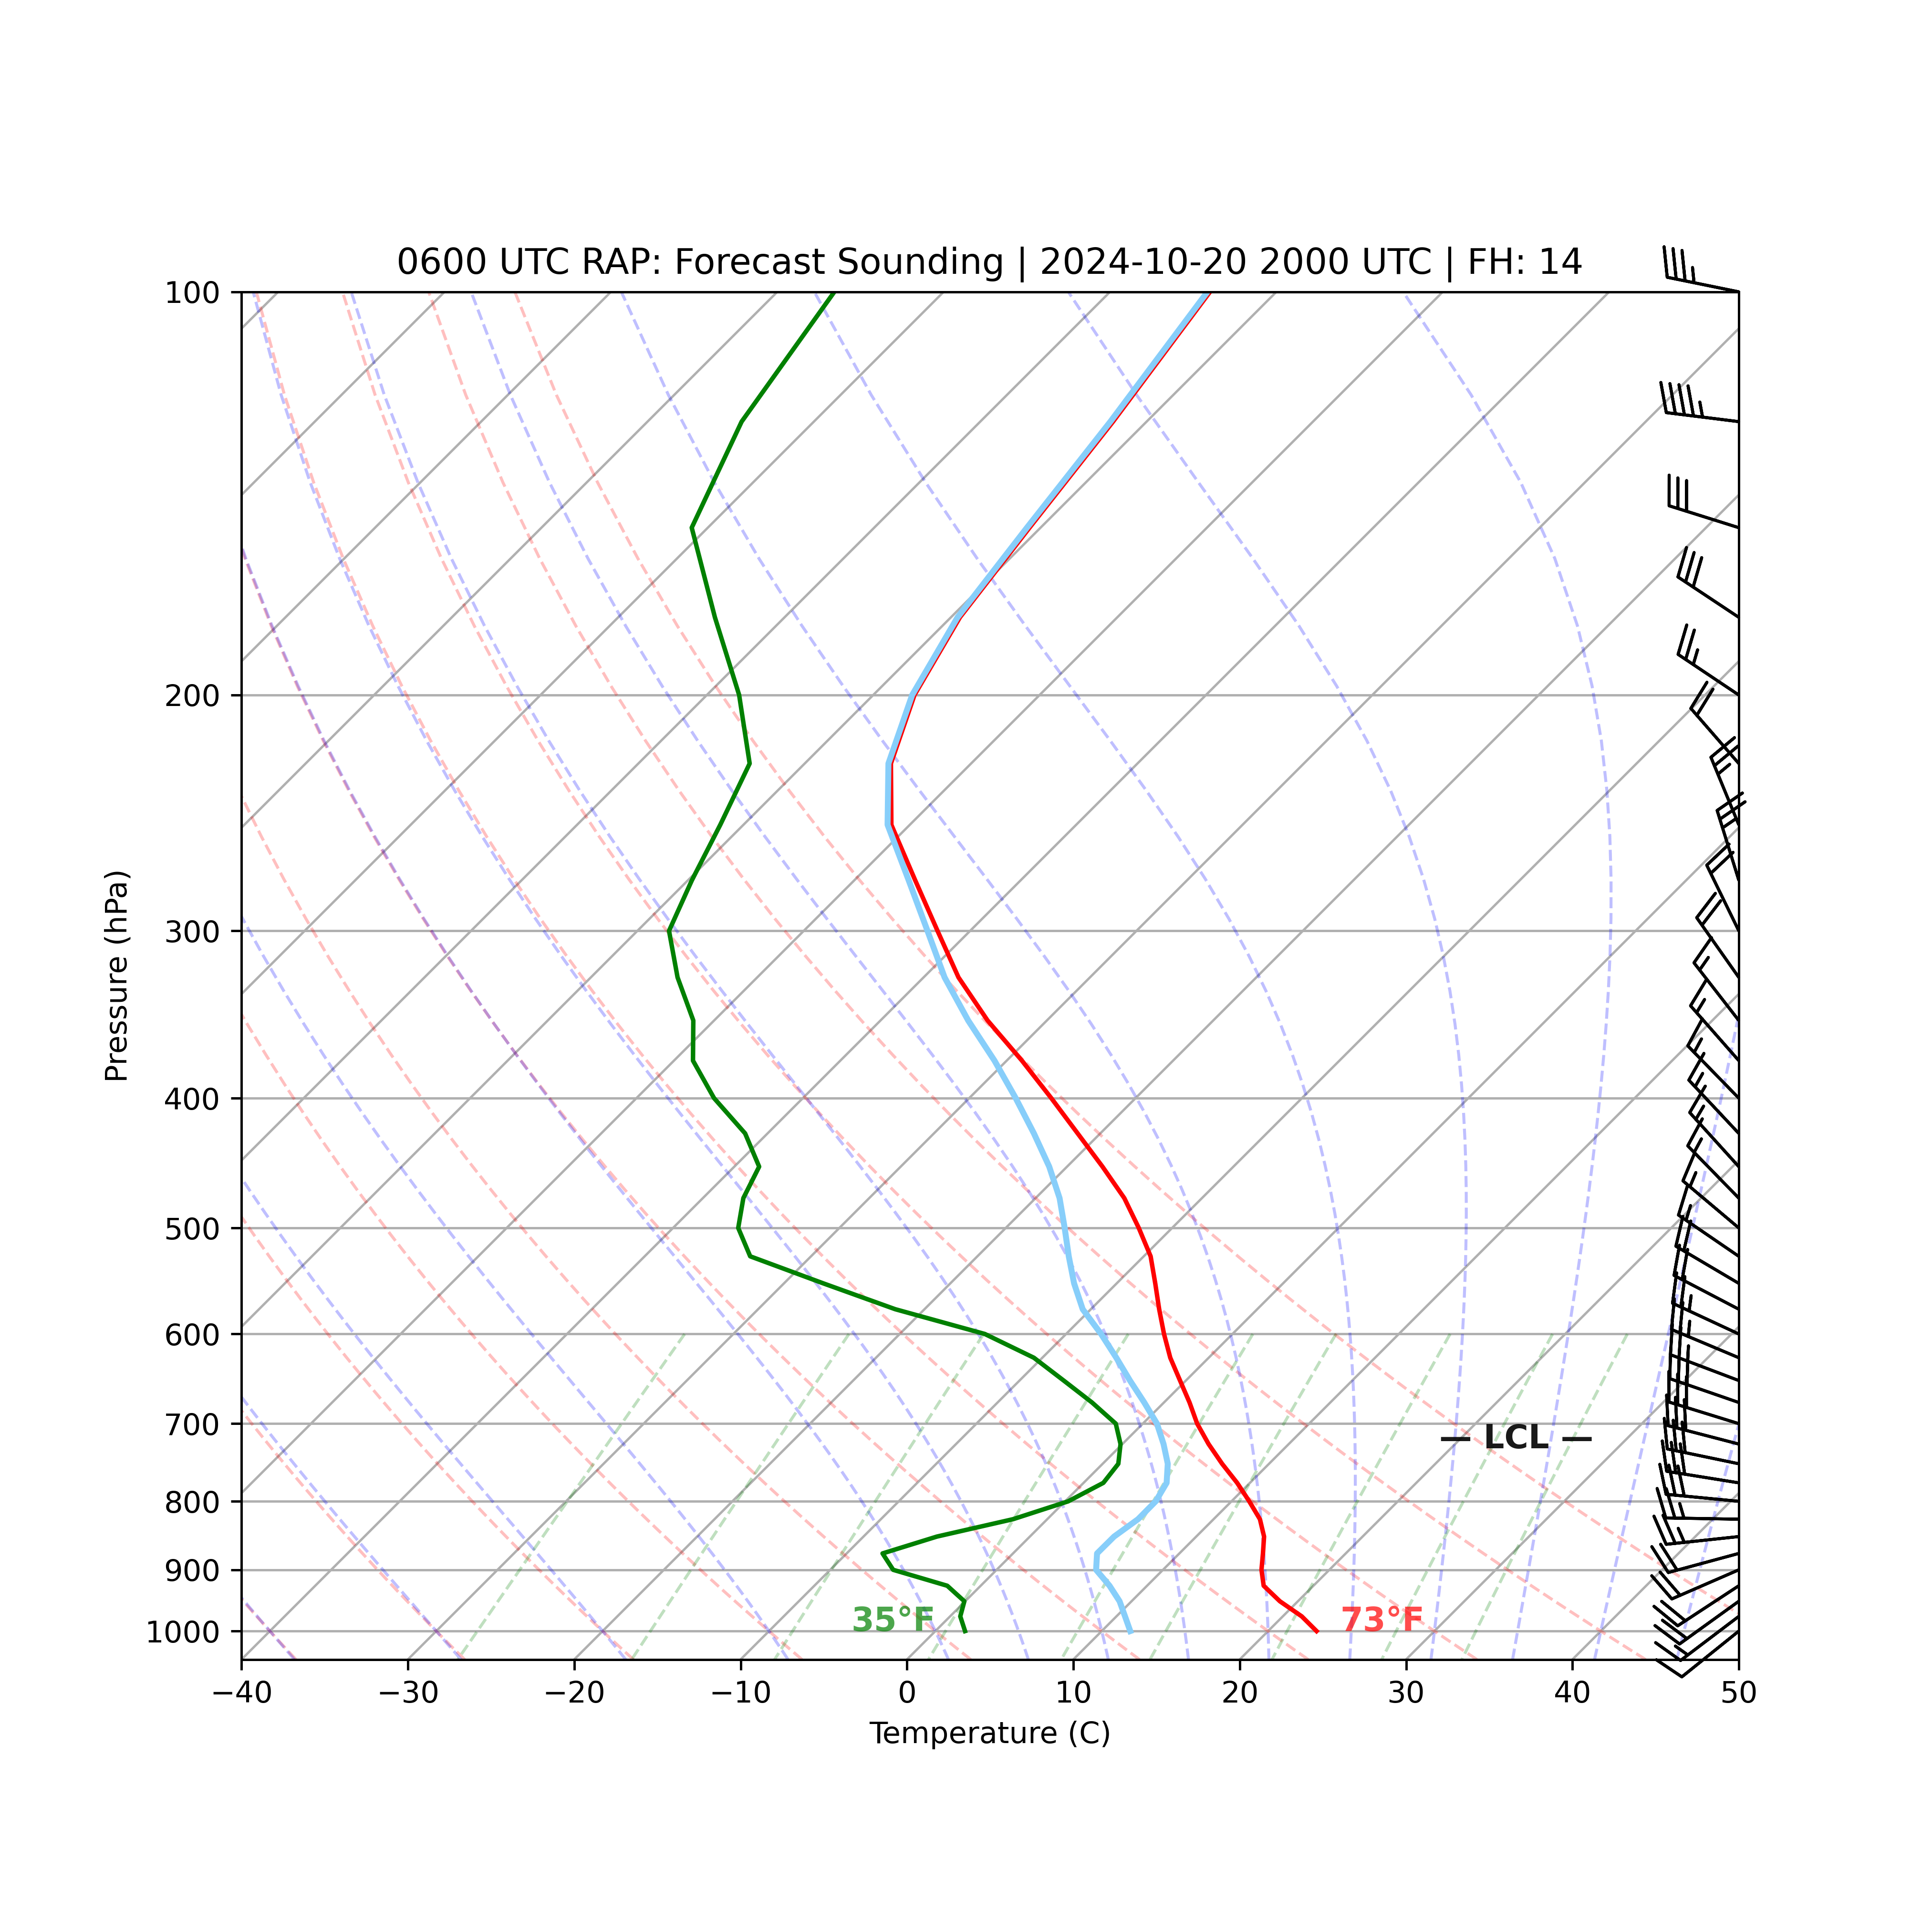 0600 UTC RAP: Forecast Sounding | 2024-10-20 2000 UTC | FH: 14
100
200
300
400
500
600
700
800
900
1000
Pressure (hPa)
— LCL —
35°F
73°F
−40 −30 −20 −10 0 10 20 30 40 50
Temperature (C)